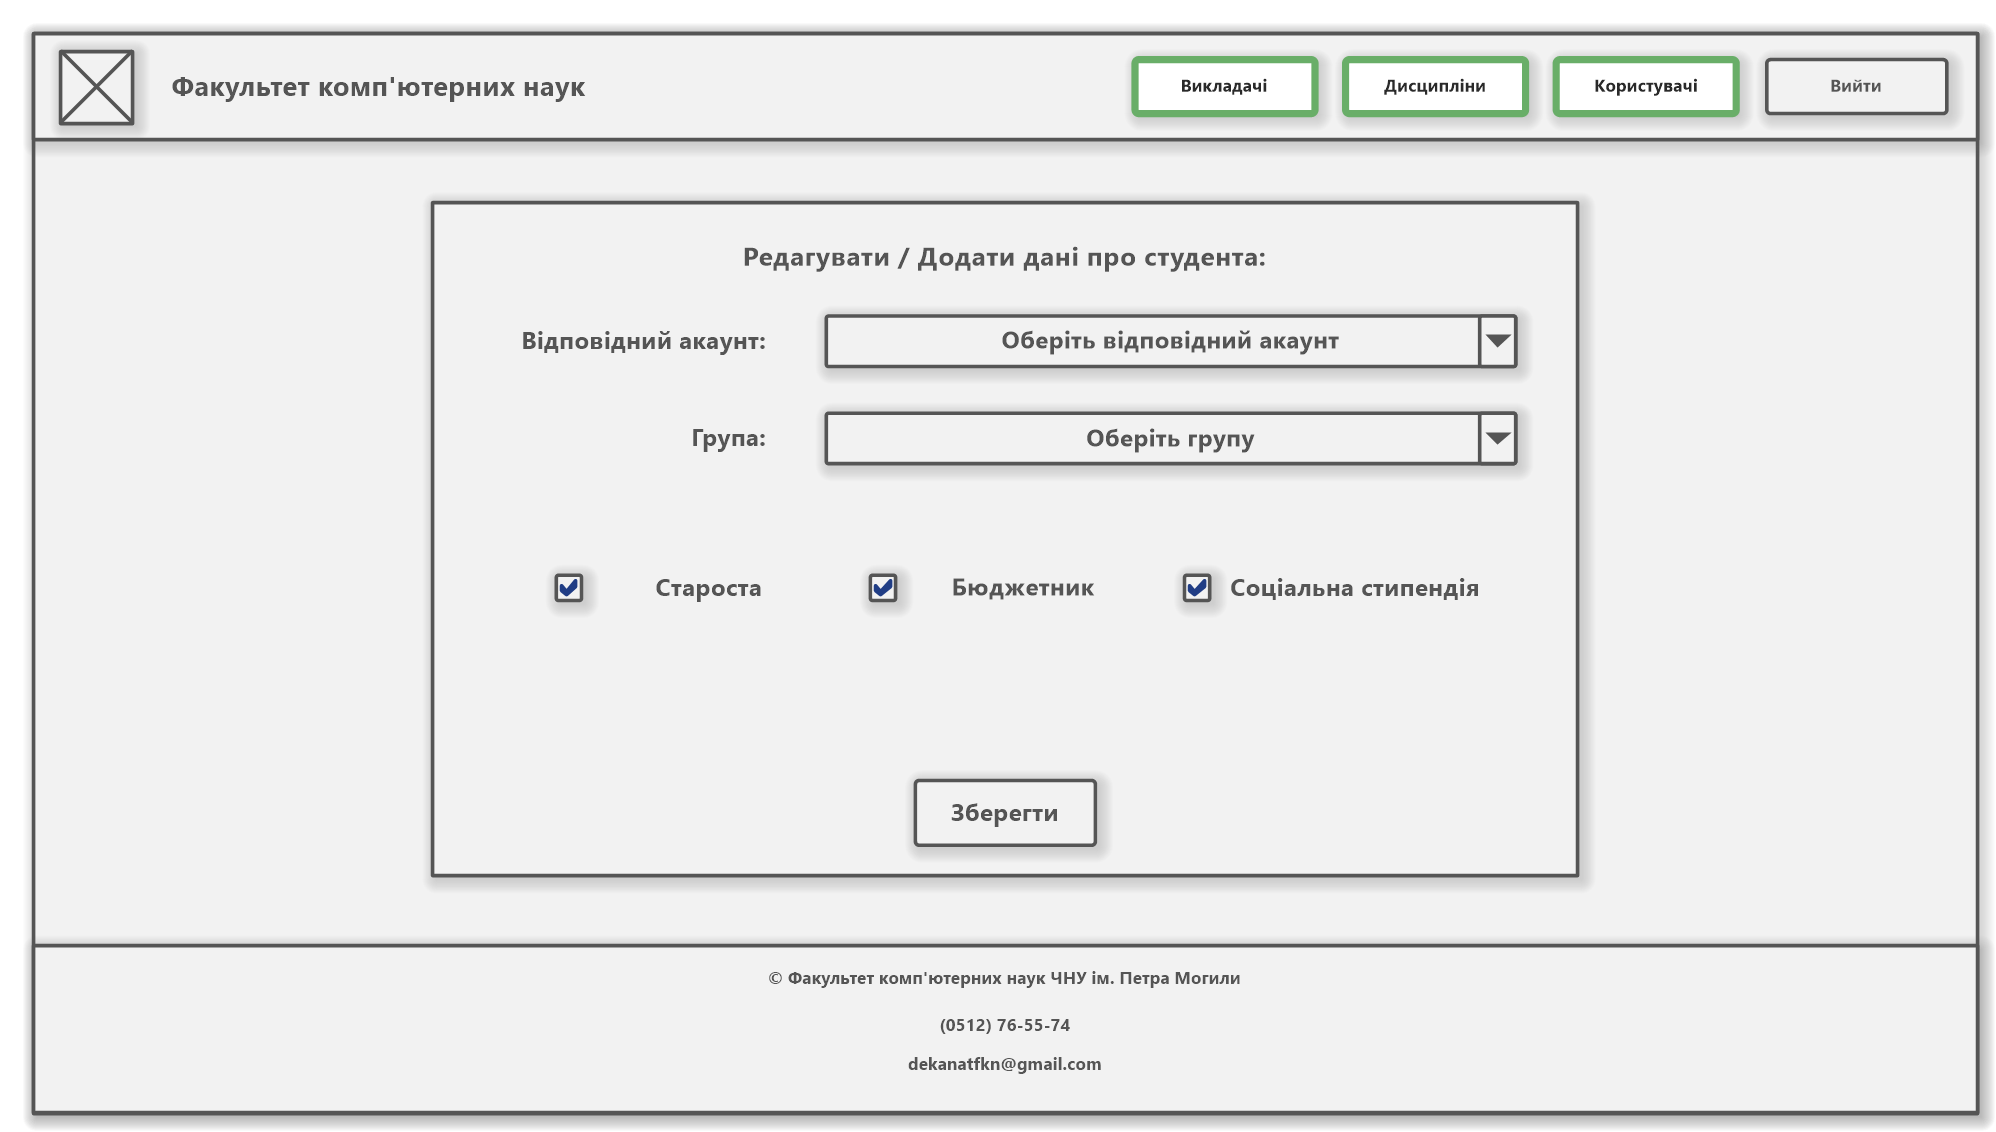 Факультет комп'ютерних наук
Викладачі
Дисципліни
Користувачі
Вийти
Редагувати / Додати дані про студента:
Відповідний акаунт:
Оберіть відповідний акаунт
Група:
Оберіть групу
Староста
Бюджетник
Соціальна стипендія
Зберегти
© Факультет комп'ютерних наук ЧНУ ім. Петра Могили
(0512) 76-55-74
dekanatfkn@gmail.com